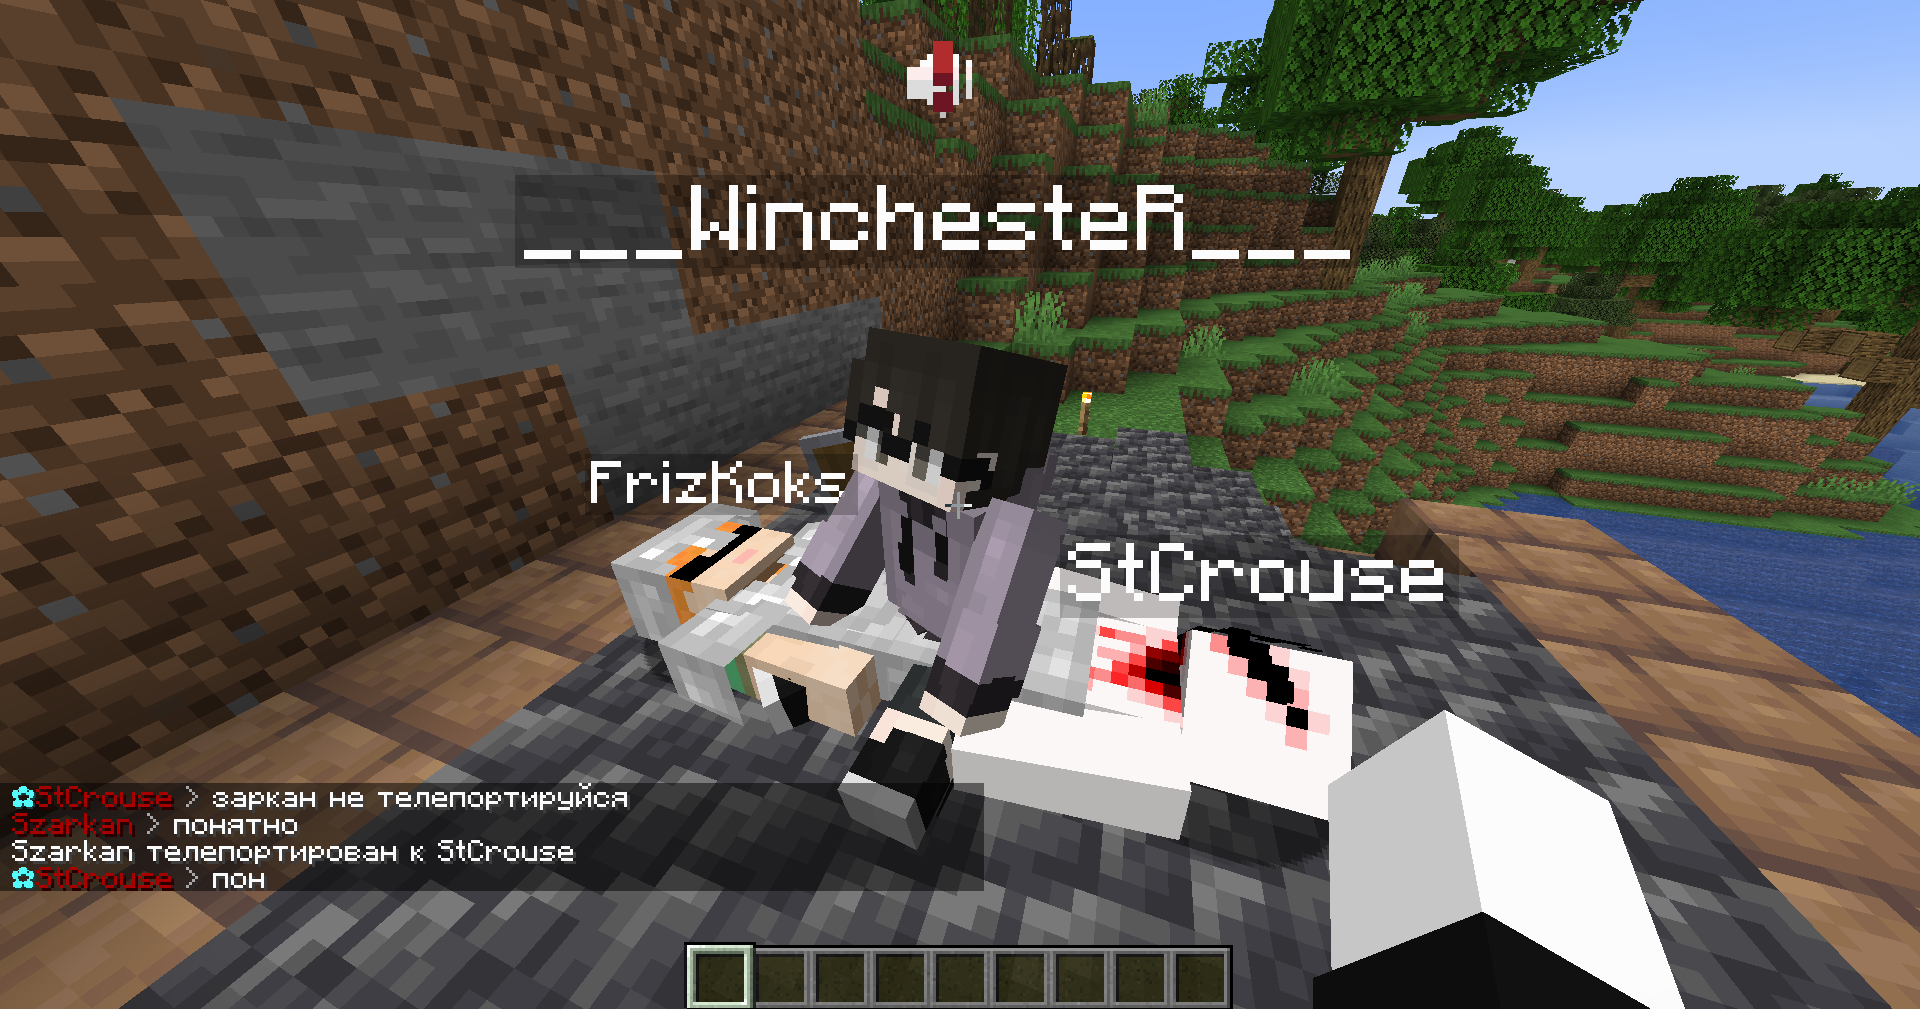 ___WinchesteR___
FrizKoks
StCrouse
✿StCrouse > заркан не телепортируйся
Szarkan > понятно
Szarkan телепортирован к StCrouse
✿StCrouse > пон